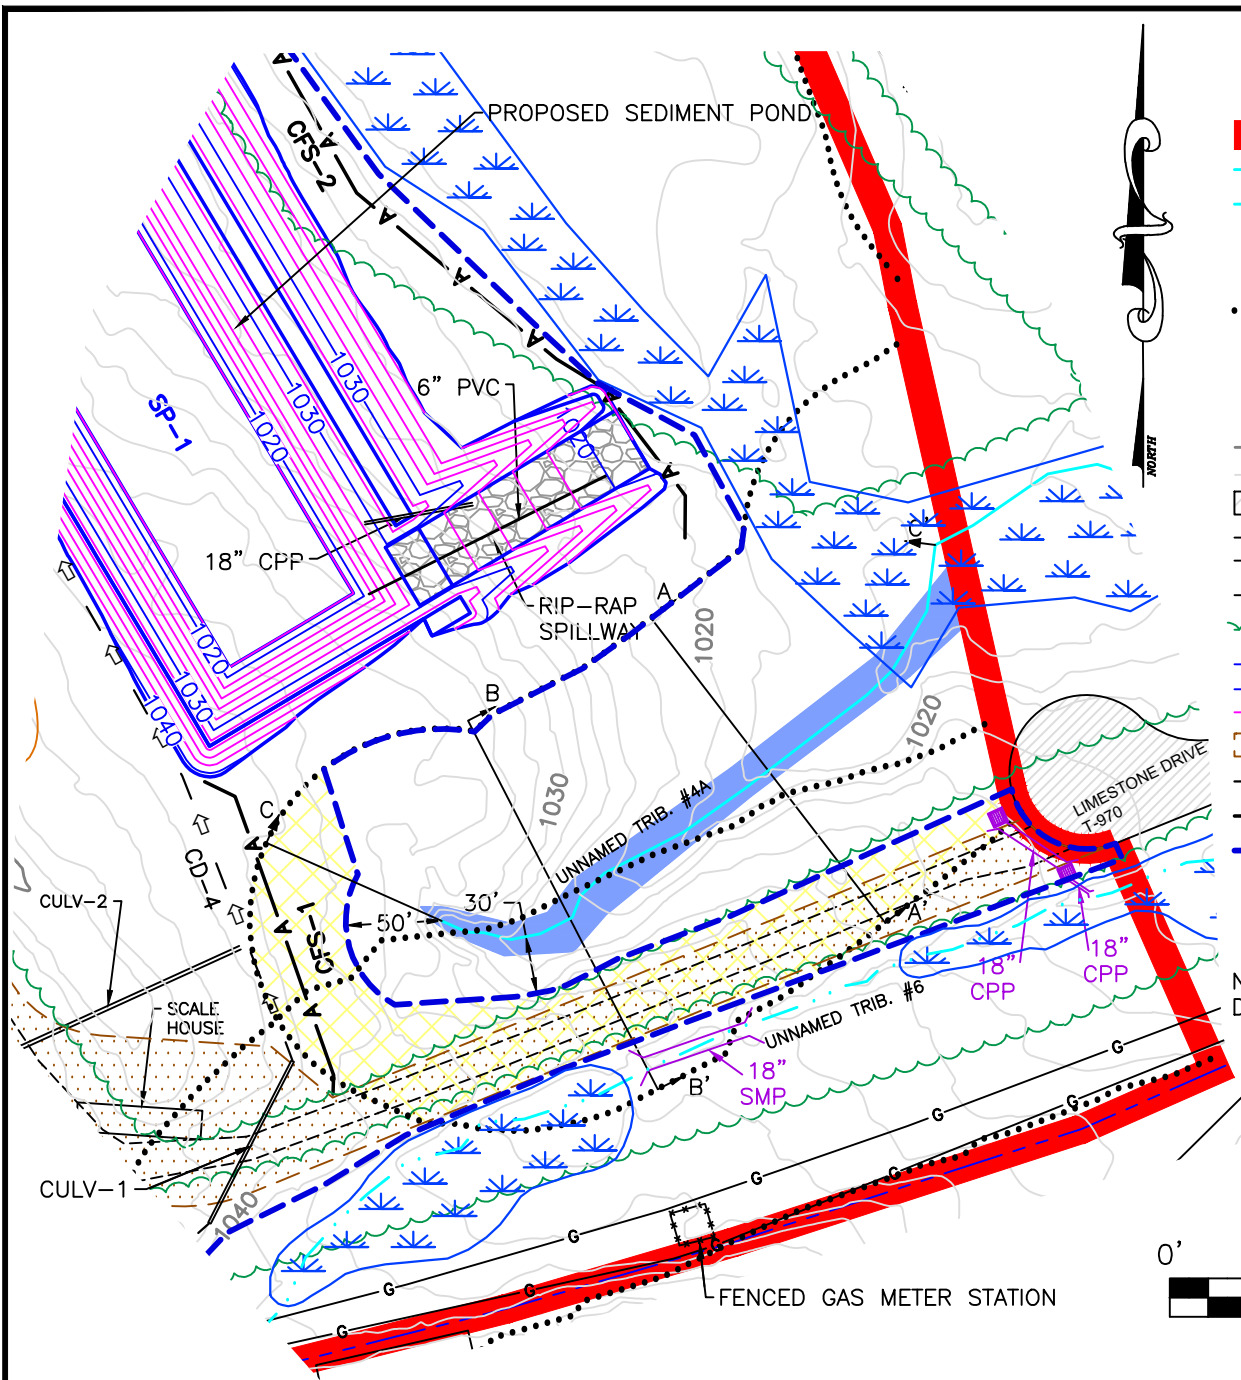 PROPOSED SEDIMENT POND
CFS-2
A
A
A
A
A
A
A
NORTH
SP-1
1030
1030
1020
1020
6" PVC
18" CPP
RIP-RAP
SPILLWAY
C'
A
1020
1020
1030
1040
1020
B
1020
1030
LIMESTONE DRIVE
T-970
UNNAMED TRIB. #4A
C
A
CD-4
CULV-2
30'
50'
CFS-1
A
A
A'
18"
CPP
18"
CPP
SCALE
HOUSE
UNNAMED TRIB. #6
18"
SMP
B'
N
D
CULV-1
1040
G
G
G
G
G
G
G
G
0'
FENCED GAS METER STATION